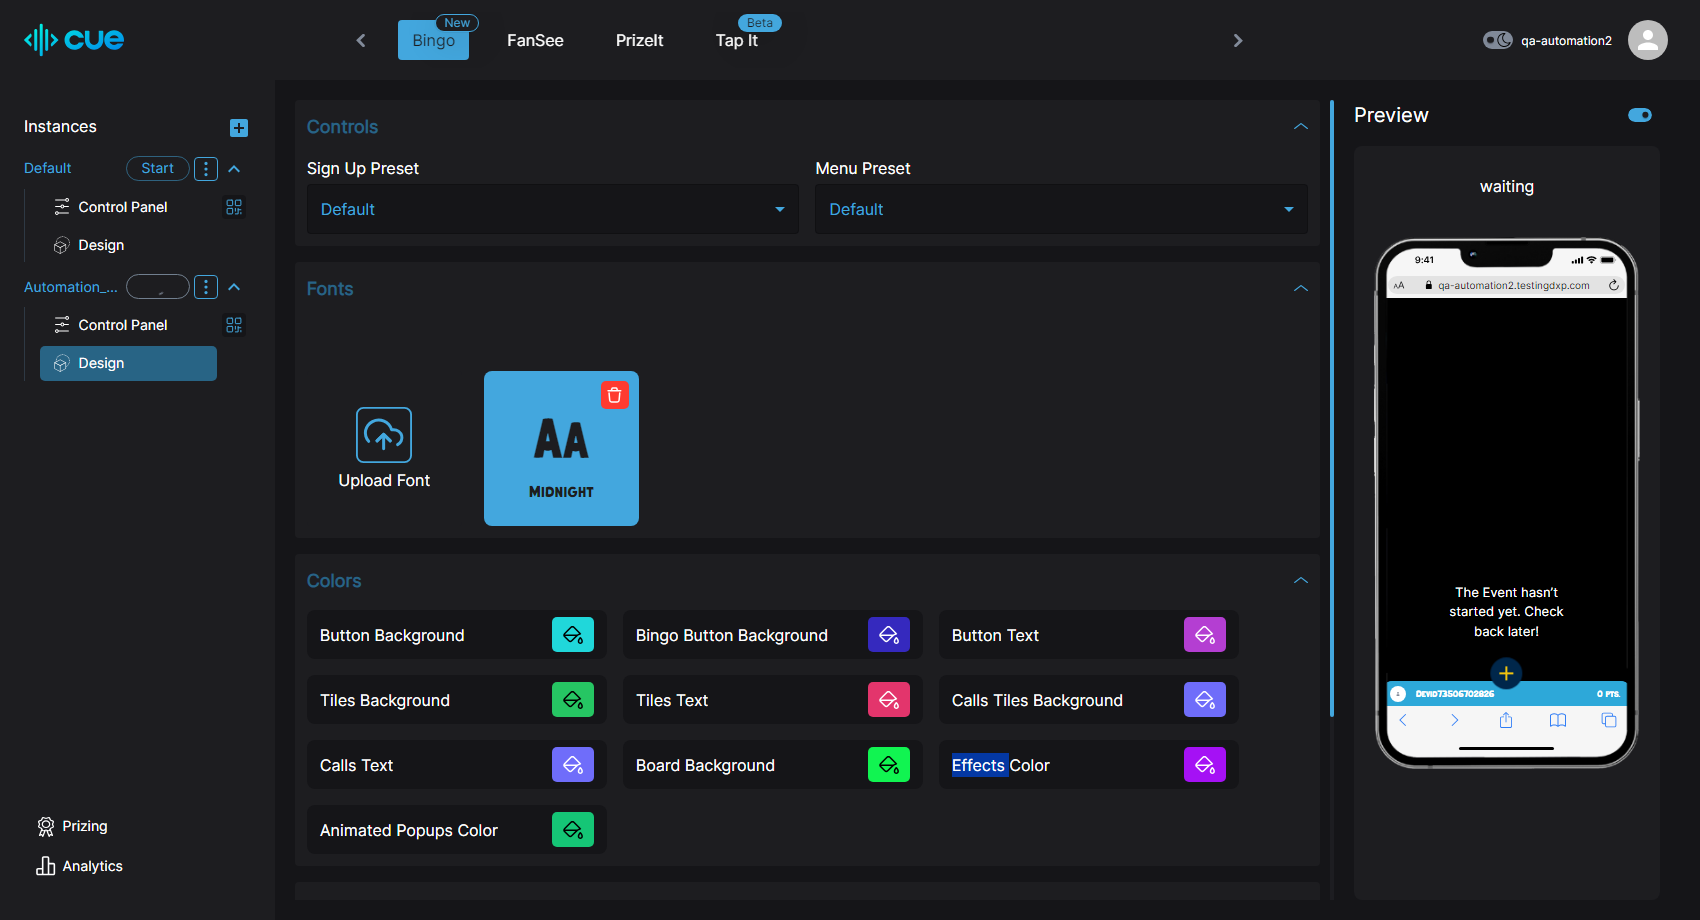 cue
Bingo
New
FanSee
PrizeIt
Tap It
Beta
qa-automation2
Instances
Default
Start
Control Panel
Design
Automation_...
Control Panel
Design
Prizing
Analytics
Controls
Sign Up Preset
Menu Preset
Default
Default
Fonts
Upload Font
AA
MIDNIGHT
Colors
Button Background
Bingo Button Background
Button Text
Tiles Background
Tiles Text
Calls Tiles Background
Calls Text
Board Background
Effects Color
Animated Popups Color
Preview
waiting
9:41
AA
qa-automation2.testingdxp.com
The Event hasn’t
started yet. Check
back later!
DEVID73506702826
0 PTS.